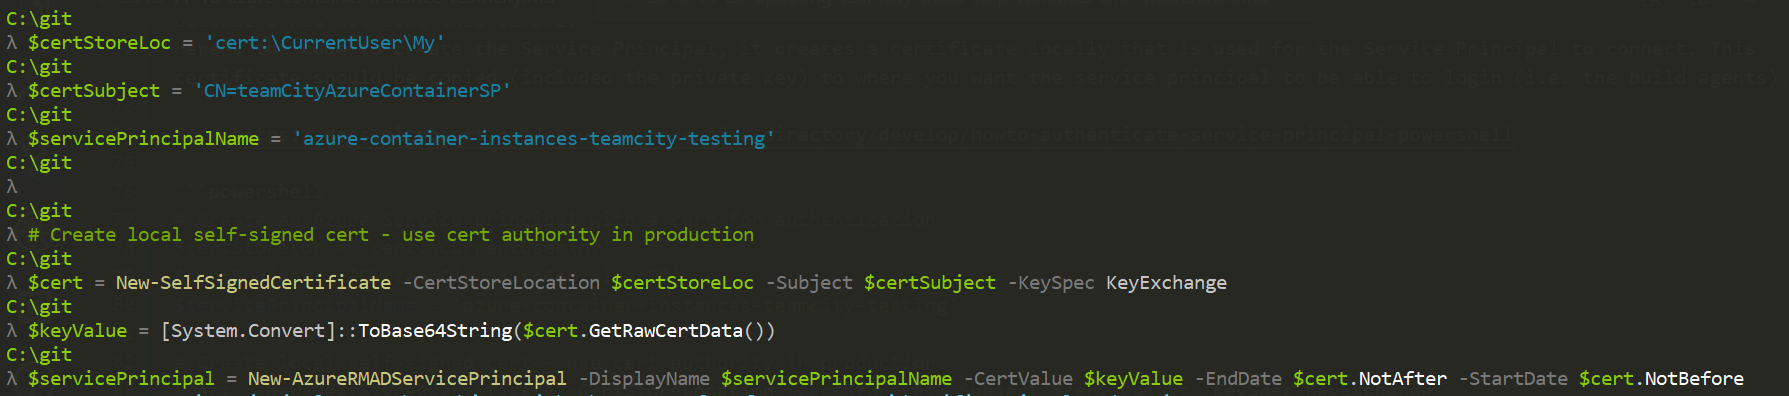 C:\git
λ $certStoreLoc = 'cert:\CurrentUser\My'
C:\git
λ $certSubject = 'CN=teamCityAzureContainerSP'
C:\git
λ $servicePrincipalName = 'azure-container-instances-teamcity-testing'
C:\git
λ
C:\git
λ # Create local self-signed cert - use cert authority in production
C:\git
λ $cert = New-SelfSignedCertificate -CertStoreLocation $certStoreLoc -Subject $certSubject -KeySpec KeyExchange
C:\git
λ $keyValue = [System.Convert]::ToBase64String($cert.GetRawCertData())
C:\git
λ $servicePrincipal = New-AzureRMADServicePrincipal -DisplayName $servicePrincipalName -CertValue $keyValue -EndDate $cert.NotAfter -StartDate $cert.NotBefore